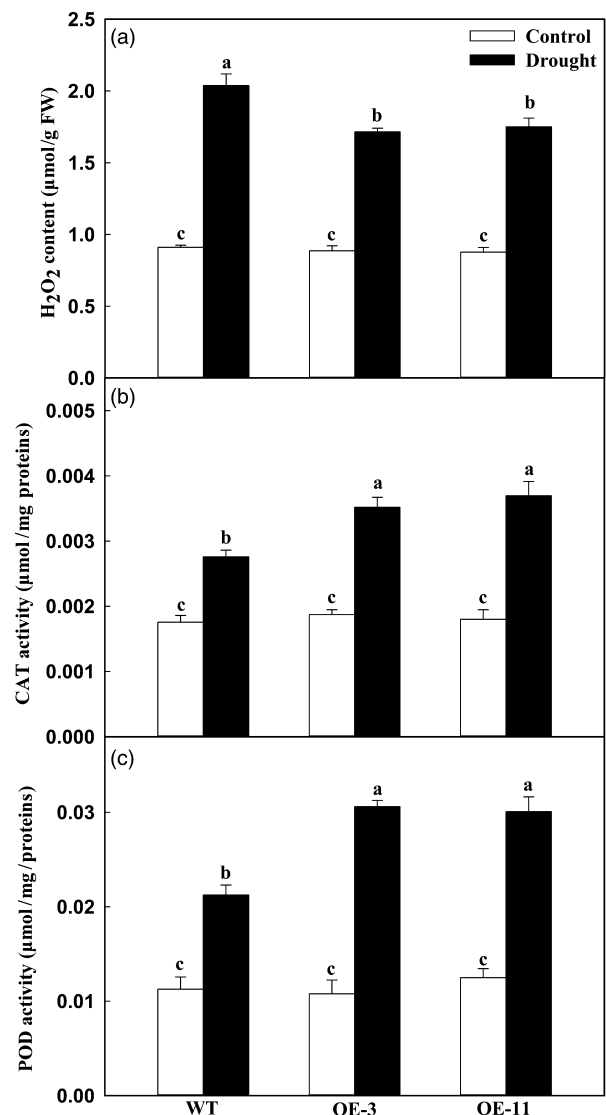 (a)
Control
Drought
H₂O₂ content (µmol/g FW)
2.5
2.0
1.5
1.0
0.5
0.0
c
a
c
b
c
b
(b)
CAT activity (µmol/mg proteins)
0.005
0.004
0.003
0.002
0.001
0.000
c
b
c
a
c
a
(c)
POD activity (µmol/mg/proteins)
0.03
0.02
0.01
0.00
c
b
c
a
c
a
WT
OE-3
OE-11